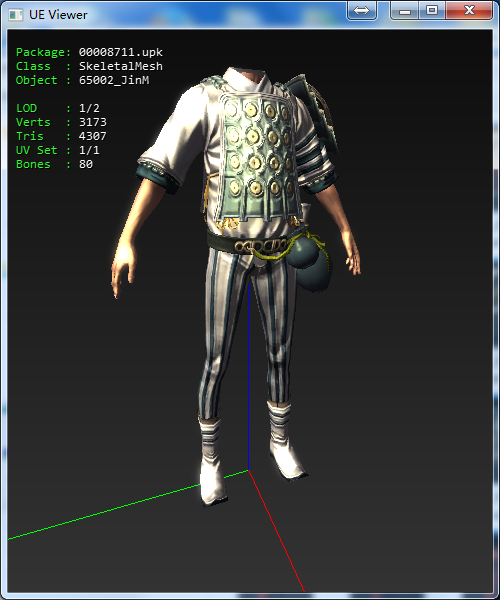 UE Viewer
Package: 00008711.upk
Class : SkeletalMesh
Object : 65002_JinM
LOD : 1/2
Verts : 3173
Tris : 4307
UV Set : 1/1
Bones : 80